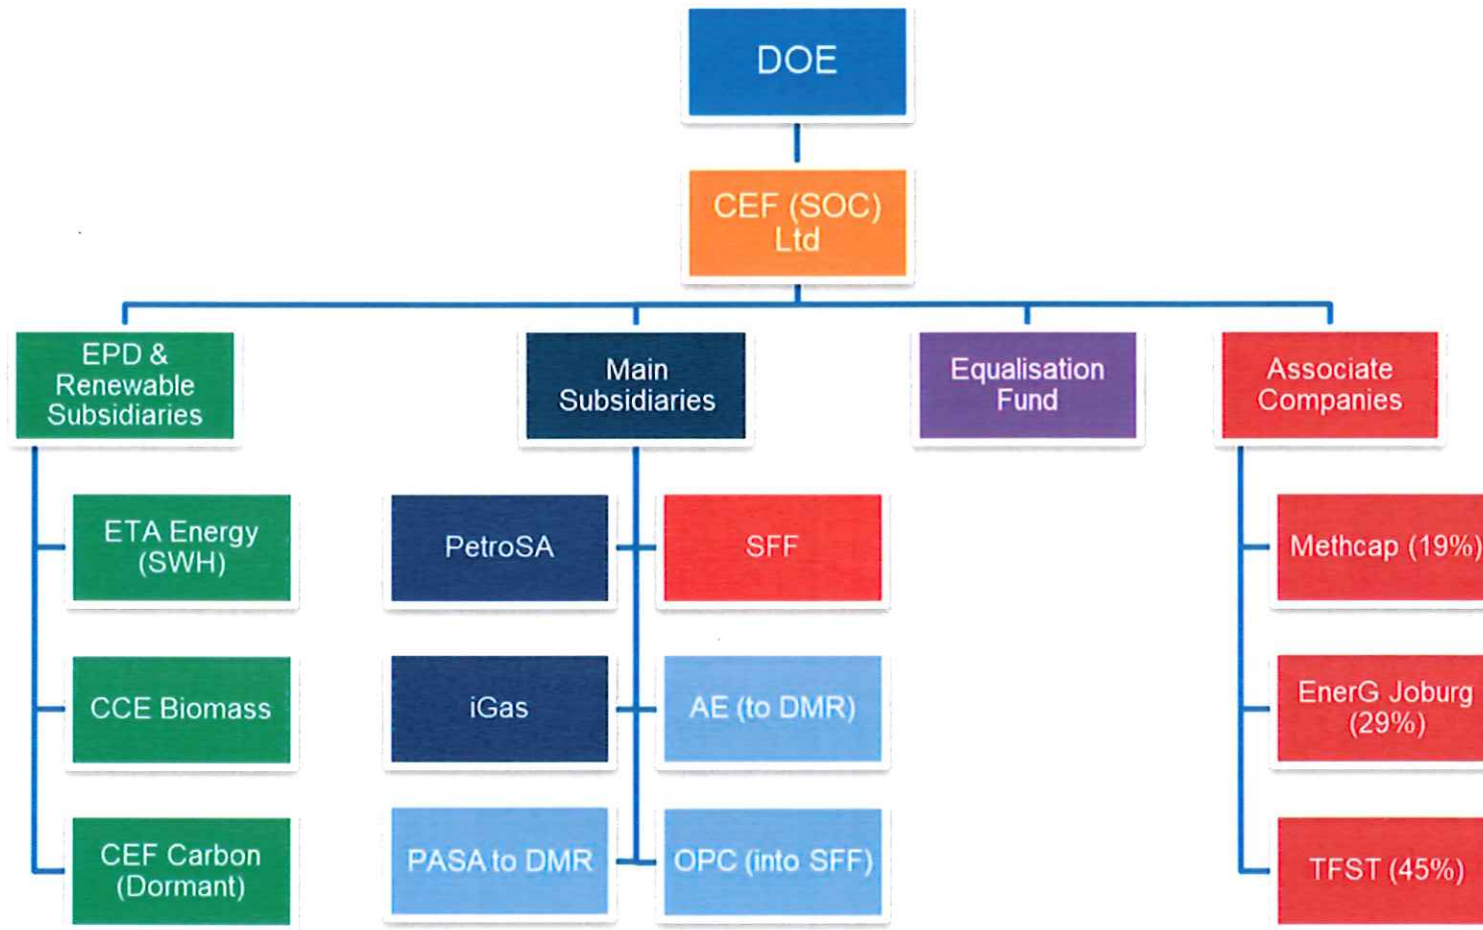 DOE
CEF (SOC)
Ltd
EPD &
Renewable
Subsidiaries
Main
Subsidiaries
Equalisation
Fund
Associate
Companies
ETA Energy
(SWH)
PetroSA
SFF
Methcap (19%)
CCE Biomass
iGas
AE (to DMR)
EnerG Joburg
(29%)
CEF Carbon
(Dormant)
PASA to DMR
OPC (into SFF)
TFST (45%)